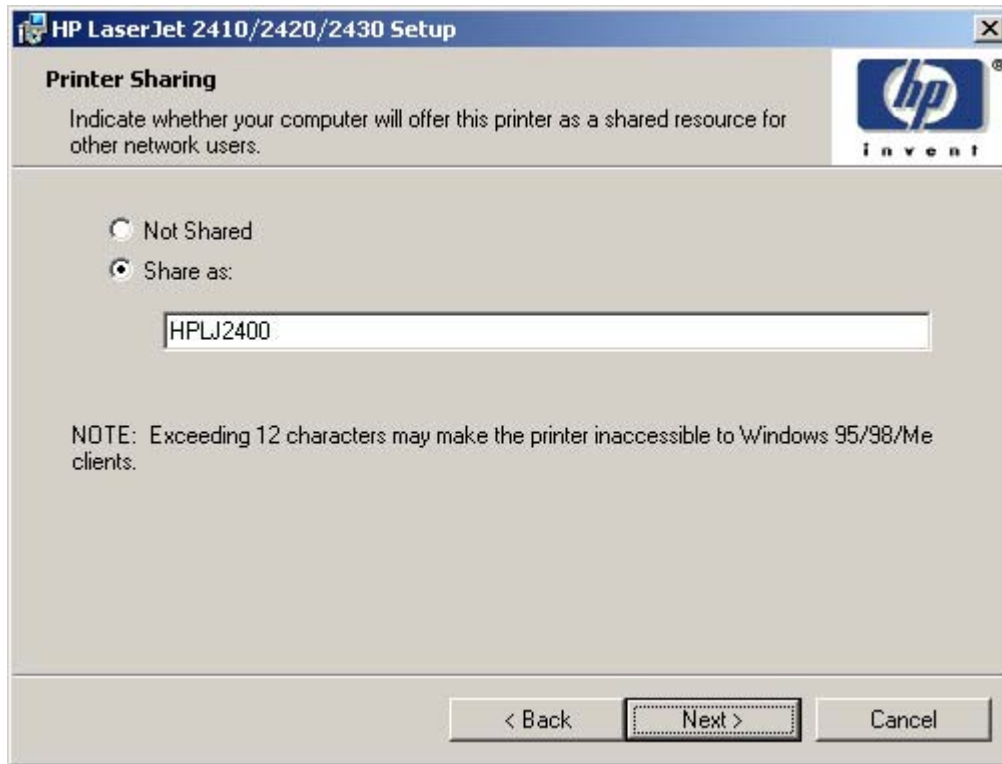 HP LaserJet 2410/2420/2430 Setup
Printer Sharing
Indicate whether your computer will offer this printer as a shared resource for
other network users.
hp
®
invent
Not Shared
Share as:
HPLJ2400
NOTE:  Exceeding 12 characters may make the printer inaccessible to Windows 95/98/Me
clients.
< Back
Next >
Cancel